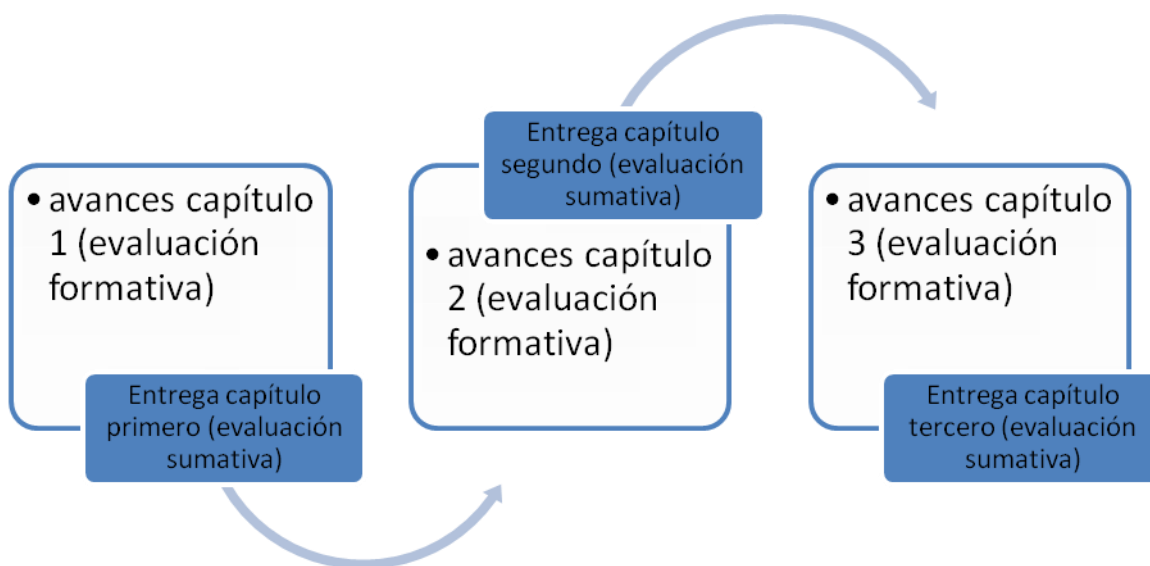 • avances capítulo
1 (evaluación
formativa)
Entrega capítulo
primero (evaluación
sumativa)
Entrega capítulo
segundo (evaluación
sumativa)
• avances capítulo
2 (evaluación
formativa)
• avances capítulo
3 (evaluación
formativa)
Entrega capítulo
tercero (evaluación
sumativa)